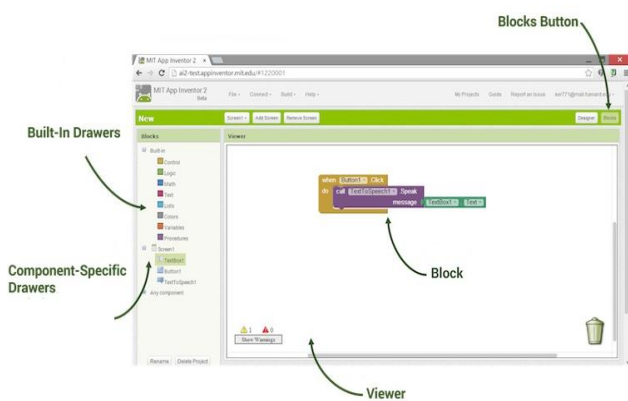 Blocks Button
MIT App Inventor 2
ai2-test.appinventor.mit.edu/#1220001
MIT App Inventor 2
Beta
File Connect Build Help
My Projects Guide Report an Issue
New
Screen1 Add Screen Remove Screen
Designer Blocks
Blocks
Viewer
Built-In Drawers
Built-in
Control
Logic
Math
Text
Lists
Colors
Variables
Procedures
Screen1
TextBox1
Button1
TextToSpeech1
Any component
Component-Specific
Drawers
when Button1 .Click
do call TextToSpeech1 .Speak
message TextBox1 . Text
Block
1 0
Show Warnings
Rename Delete Project
Viewer